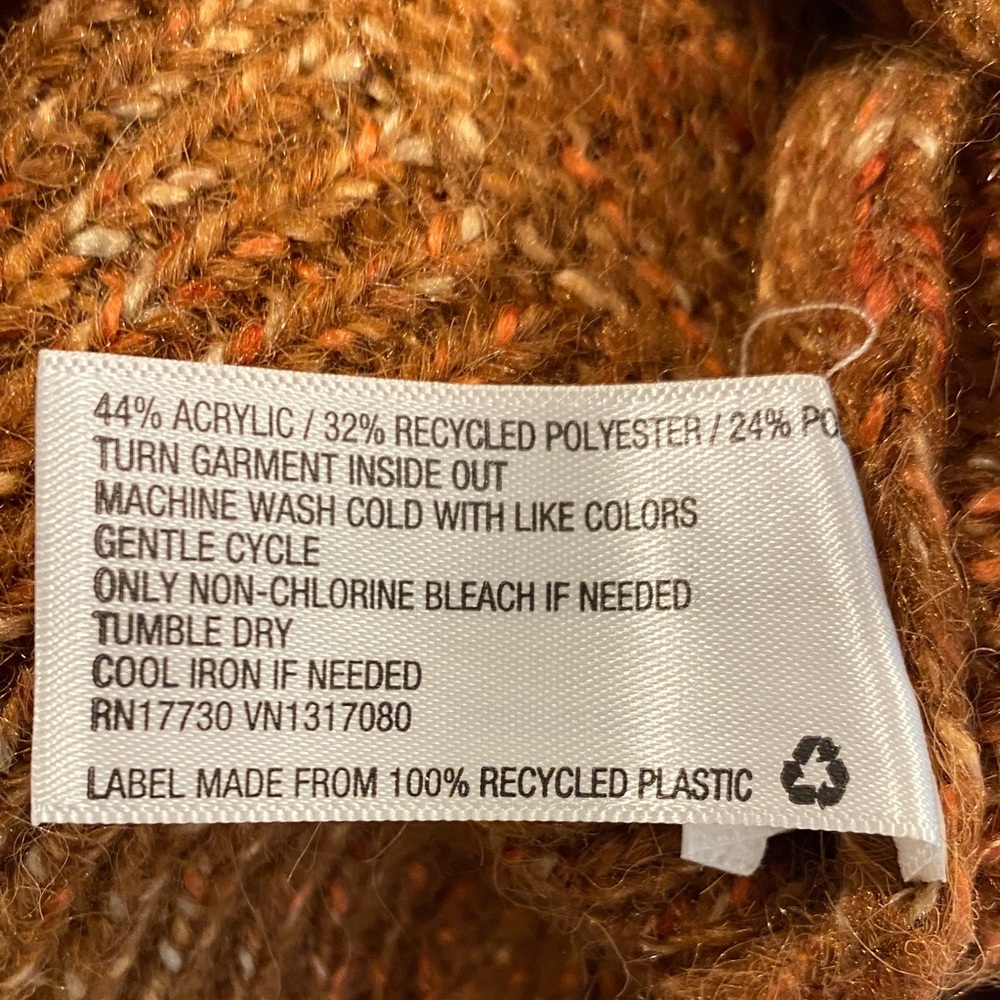 44% ACRYLIC / 32% RECYCLED POLYESTER / 24%
TURN GARMENT INSIDE OUT
MACHINE WASH COLD WITH LIKE COLORS
GENTLE CYCLE
ONLY NON-CHLORINE BLEACH IF NEEDED
TUMBLE DRY
COOL IRON IF NEEDED
RN17730 VN1317080
LABEL MADE FROM 100% RECYCLED PLASTIC